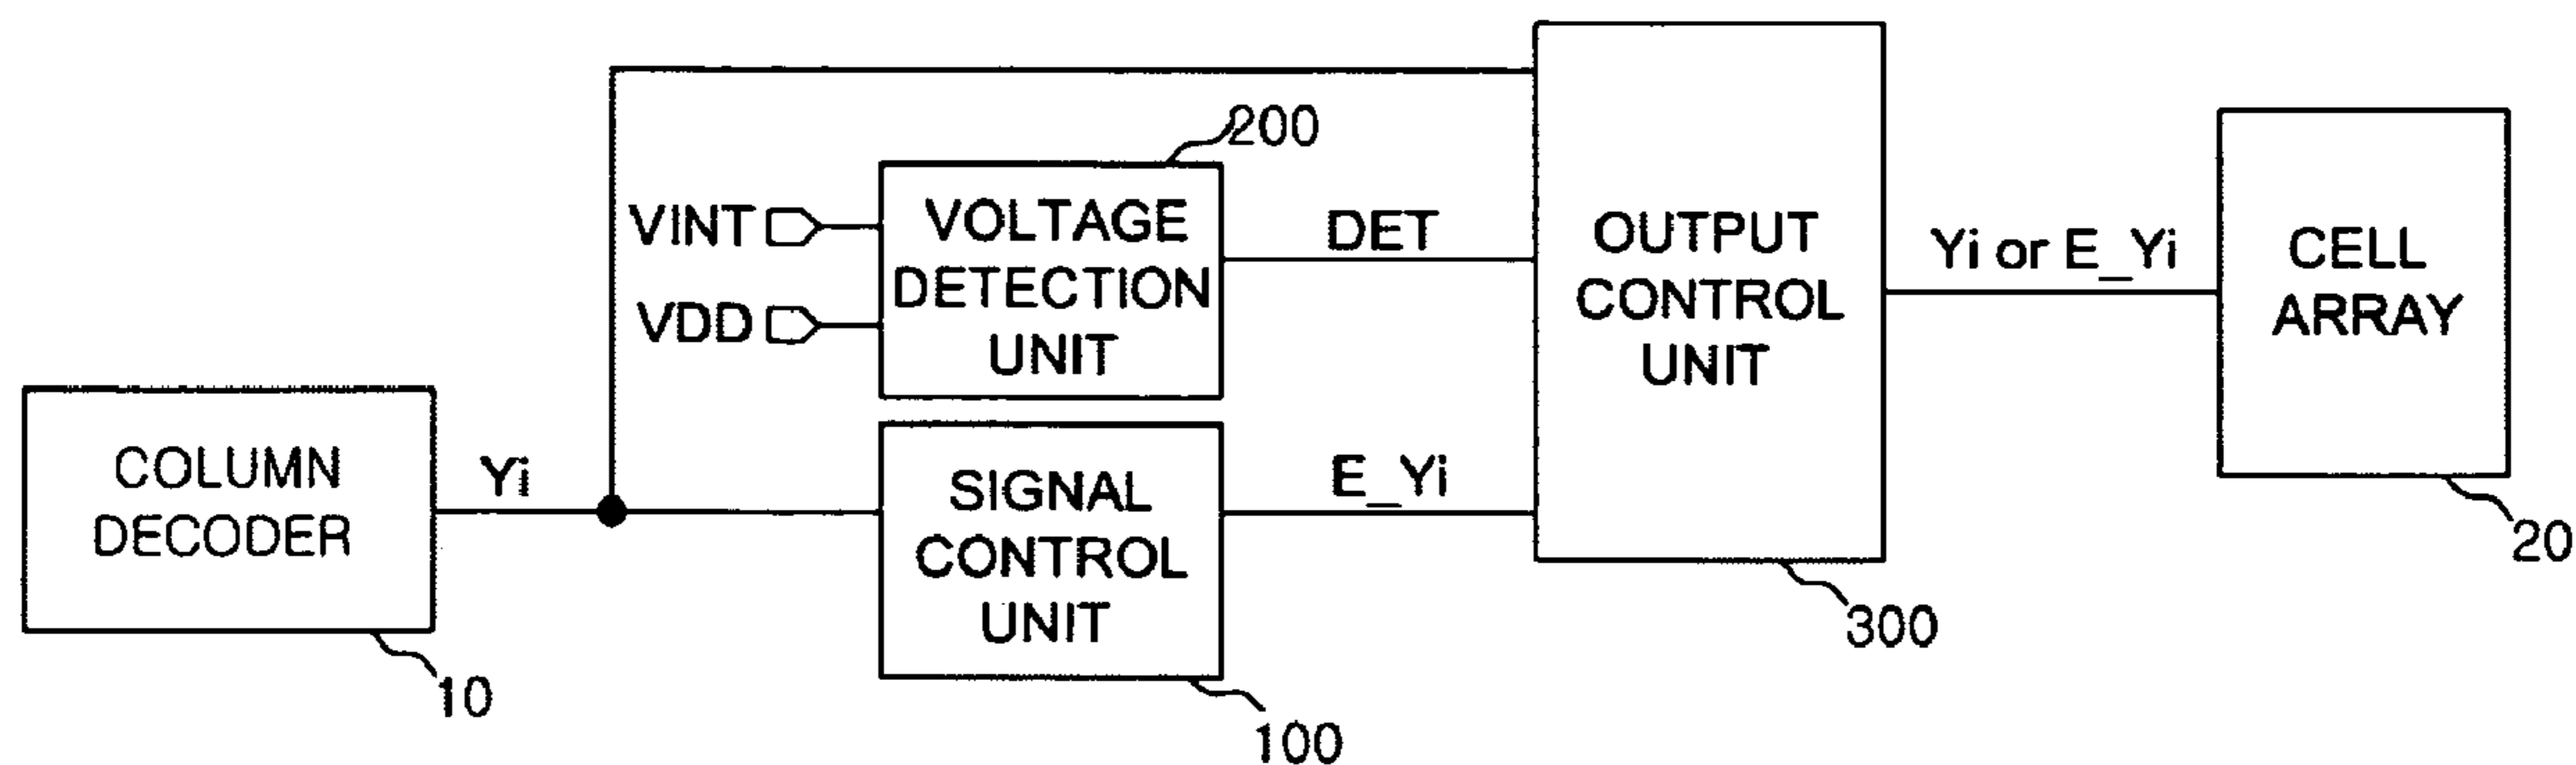 200
VINT
VDD
VOLTAGE
DETECTION
UNIT
DET
OUTPUT
CONTROL
UNIT
Yi or E_Yi
CELL
ARRAY
COLUMN
DECODER
Yi
SIGNAL
CONTROL
UNIT
E_Yi
10
100
300
20